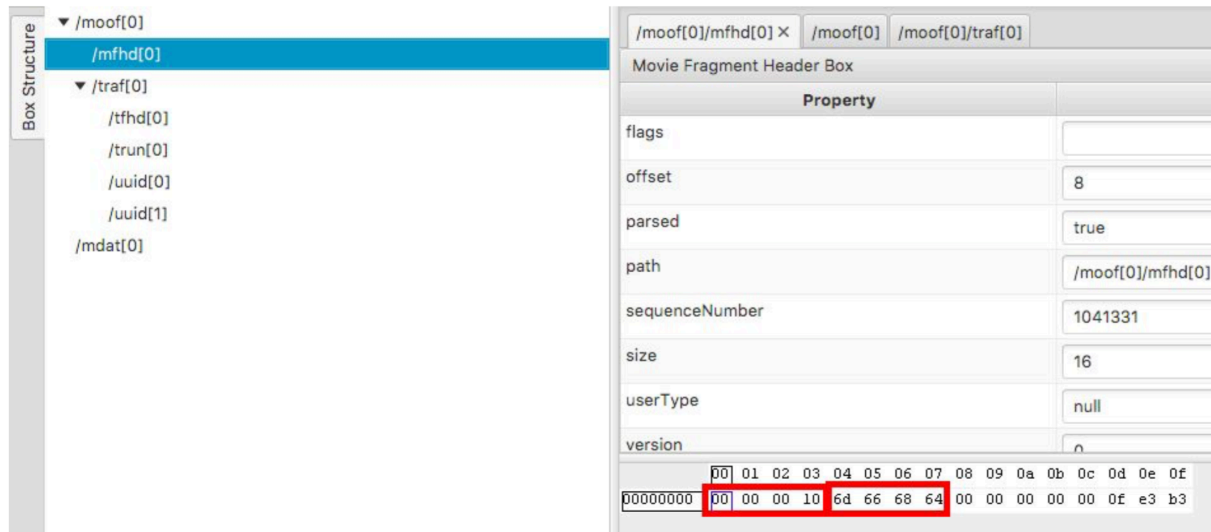 Box Structure
▼ /moof[0]
/mfhd[0]
▼ /traf[0]
/tfhd[0]
/trun[0]
/uuid[0]
/uuid[1]
/mdat[0]
/moof[0]/mfhd[0] × /moof[0] /moof[0]/traf[0]
Movie Fragment Header Box
Property
flags
offset 8
parsed true
path /moof[0]/mfhd[0]
sequenceNumber 1041331
size 16
userType null
version 0
00 01 02 03 04 05 06 07 08 09 0a 0b 0c 0d 0e 0f
00000000 00 00 00 10 6d 66 68 64 00 00 00 00 00 0f e3 b3